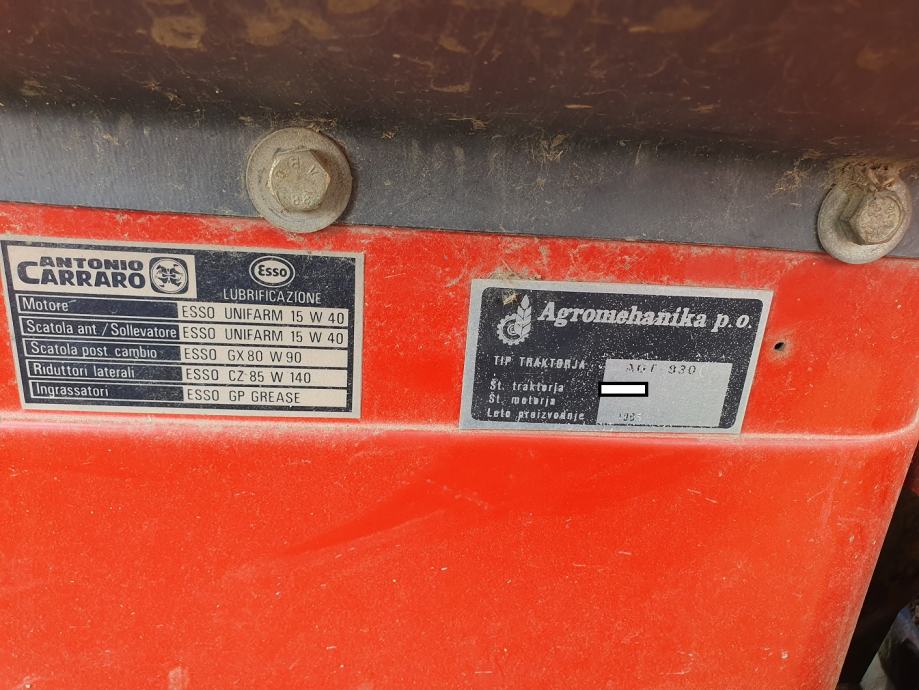 ANTONIO
CARRARO
Esso
LUBRIFICAZIONE
Motore ESSO UNIFARM 15 W 40
Scatola ant./Sollevatore ESSO UNIFARM 15 W 40
Scatola post cambio ESSO GX 80 W 90
Riduttori laterali ESSO CZ 85 W 140
Ingrassatori ESSO GP GREASE
Agromehanika p.o.
TIP TRAKTORJA AGT 830
Št. traktorja
Št. motorja
Leto proizvodnje